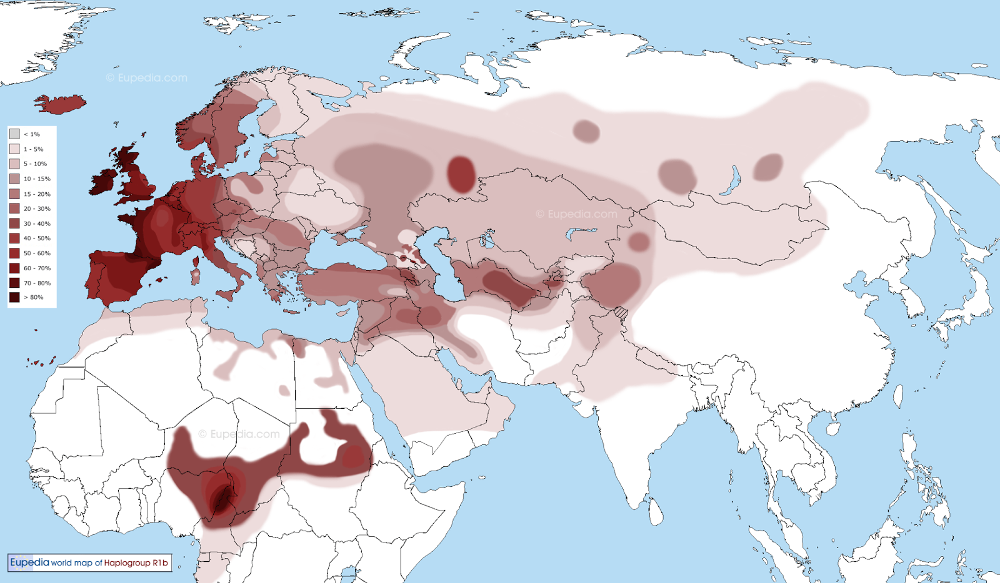 © Eupedia.com
< 1%
1 - 5%
5 - 10%
10 - 15%
15 - 20%
20 - 30%
30 - 40%
40 - 50%
50 - 60%
60 - 70%
70 - 80%
> 80%
© Eupedia.com
© Eupedia.com
Eupedia world map of Haplogroup R1b